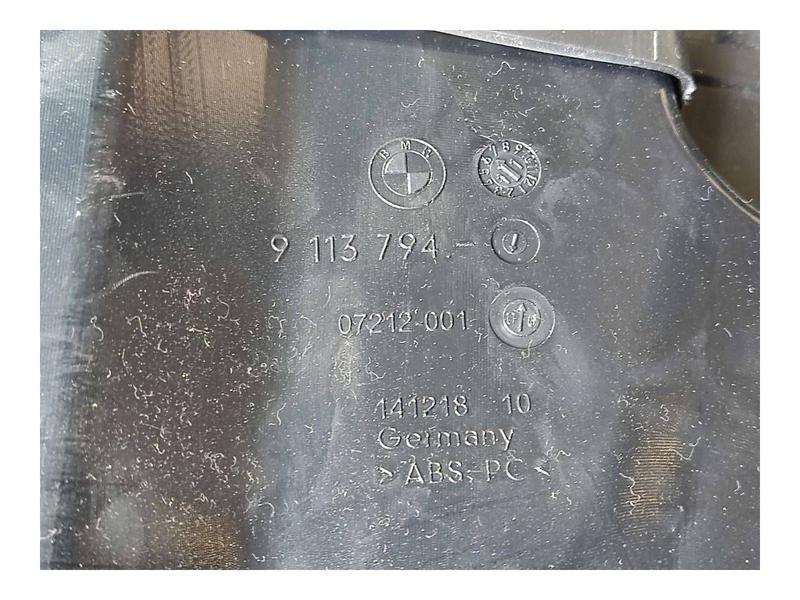 BMW
9 113 794.-
07212-001
141218 10
Germany
>ABS-PC<